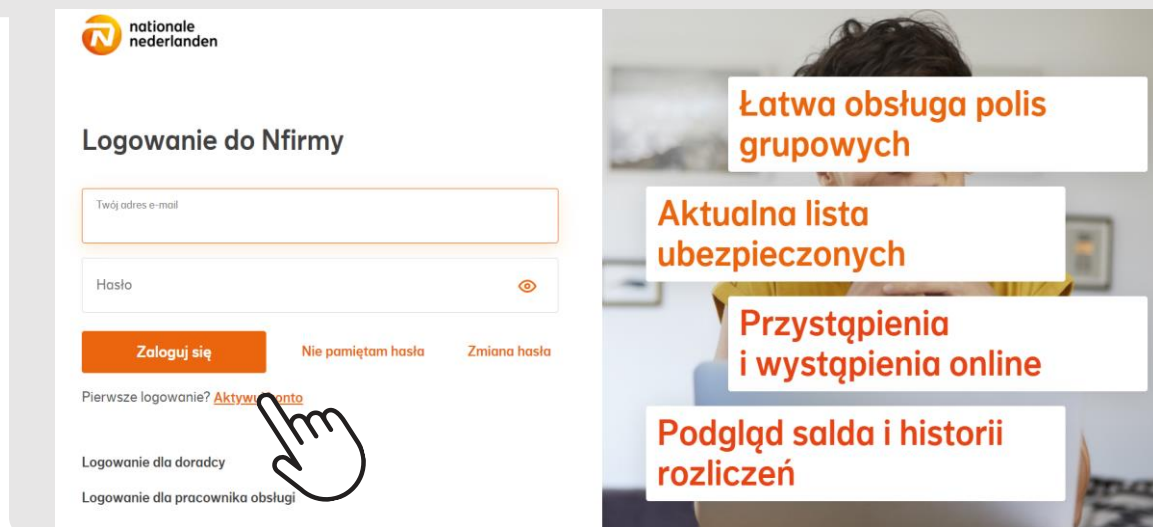 nationale
nederlanden
Logowanie do Nfirmy
Twój adres e-mail
Hasło
Zaloguj się
Nie pamiętam hasła
Zmiana hasła
Pierwsze logowanie?
Logowanie dla doradcy
Logowanie dla pracownika obsługi
Łatwa obsługa polis
grupowych
Aktualna lista
ubezpieczonych
Przystąpienia
i wystąpienia online
Podgląd salda i historii
rozliczeń